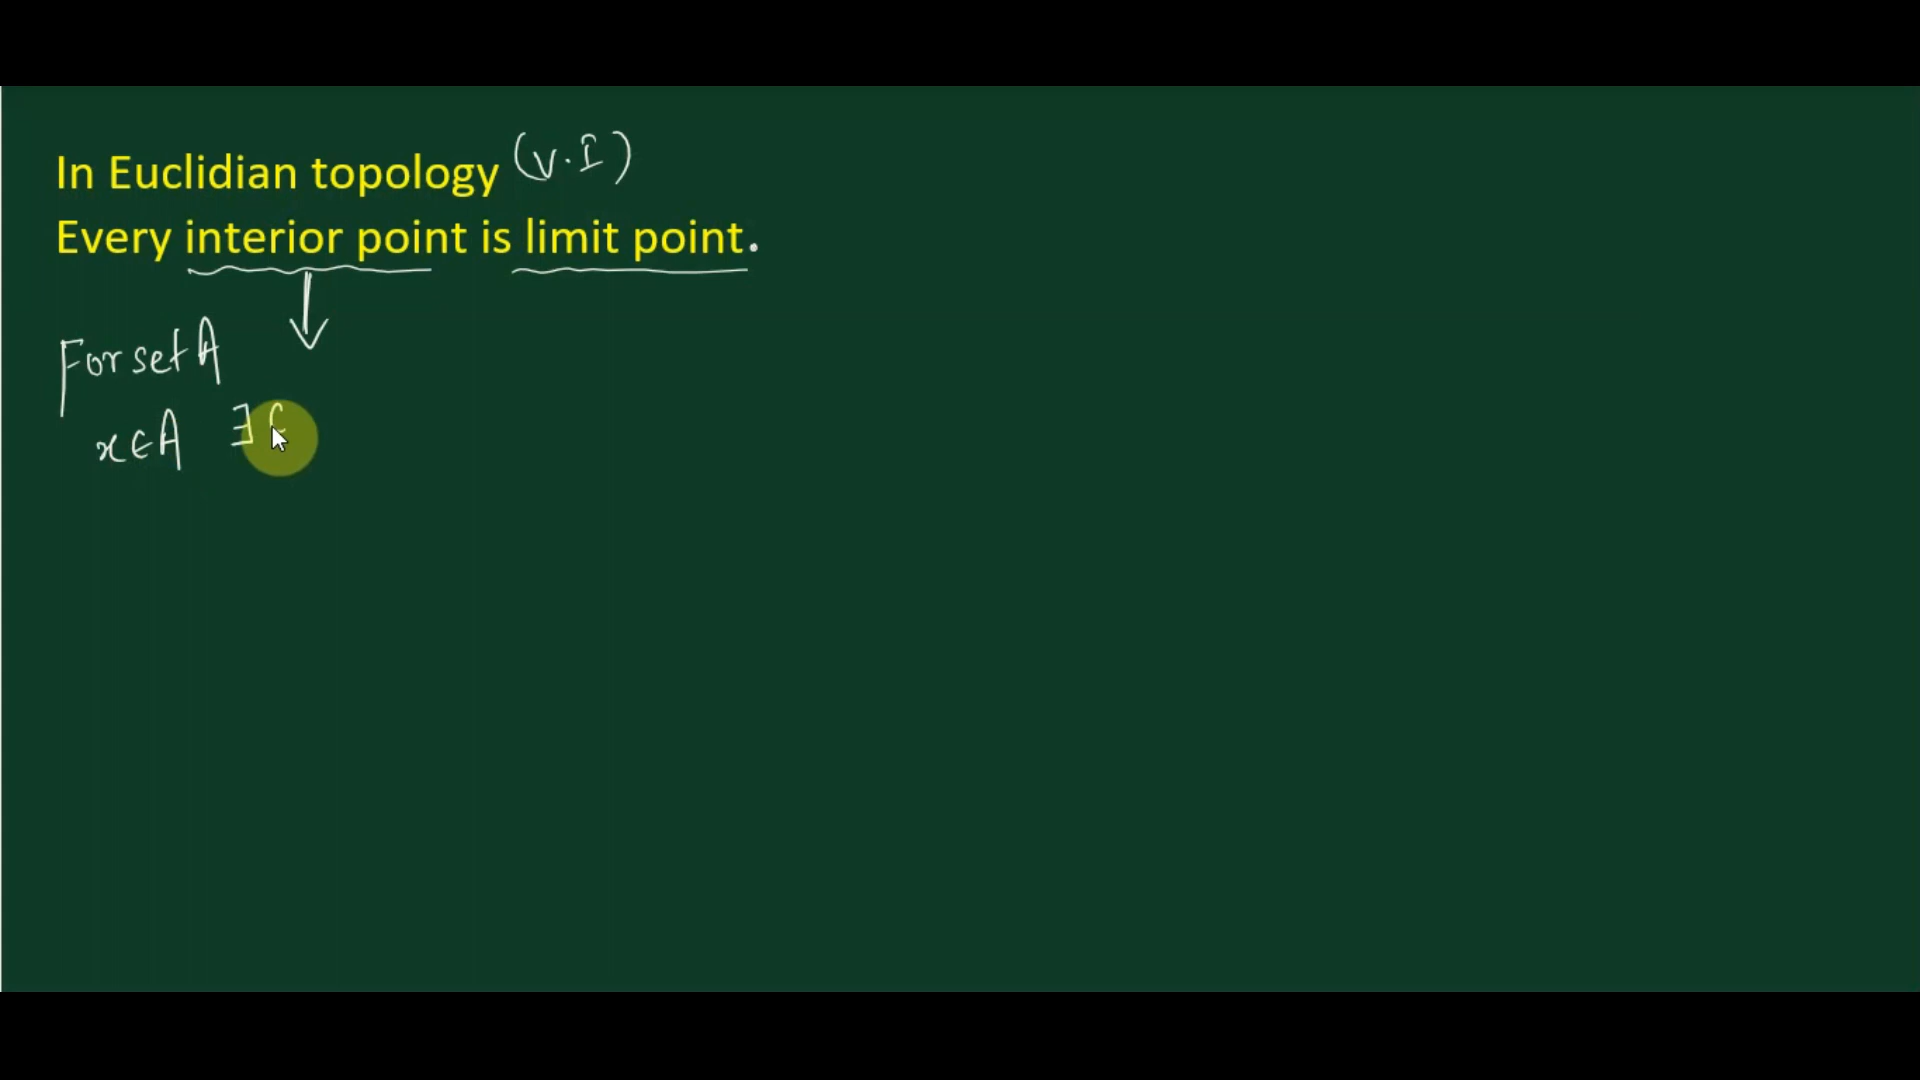 In Euclidian topology (V.I)
Every interior point is limit point.
For set A
x∈A ∃